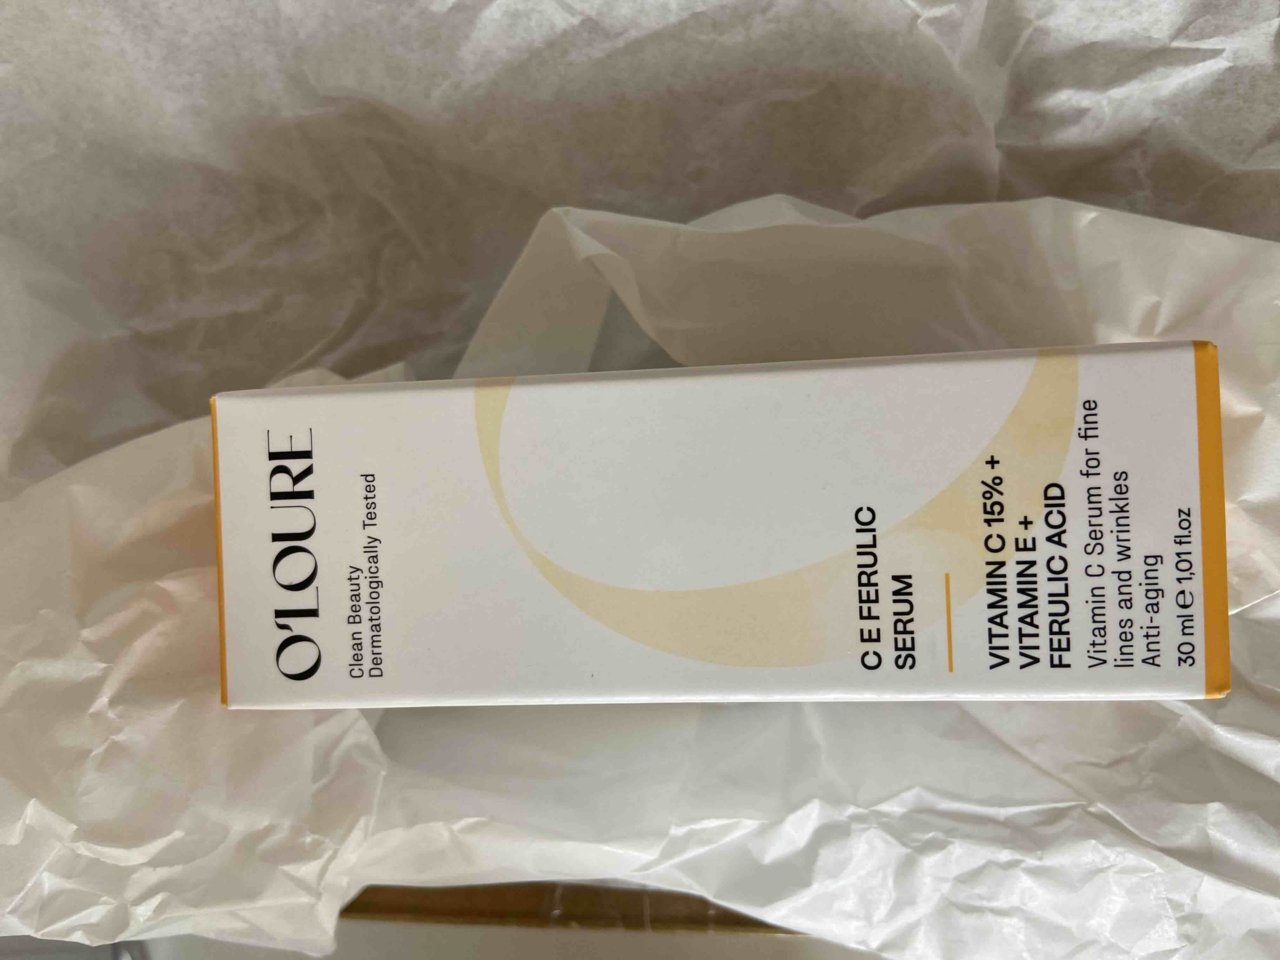 O'LOURE
Clean Beauty
Dermatologically Tested
C E FERULIC
SERUM
VITAMIN C 15% +
VITAMIN E +
FERULIC ACID
Vitamin C Serum for fine
lines and wrinkles
Anti-aging
30 ml ℮ 1,01 fl.oz